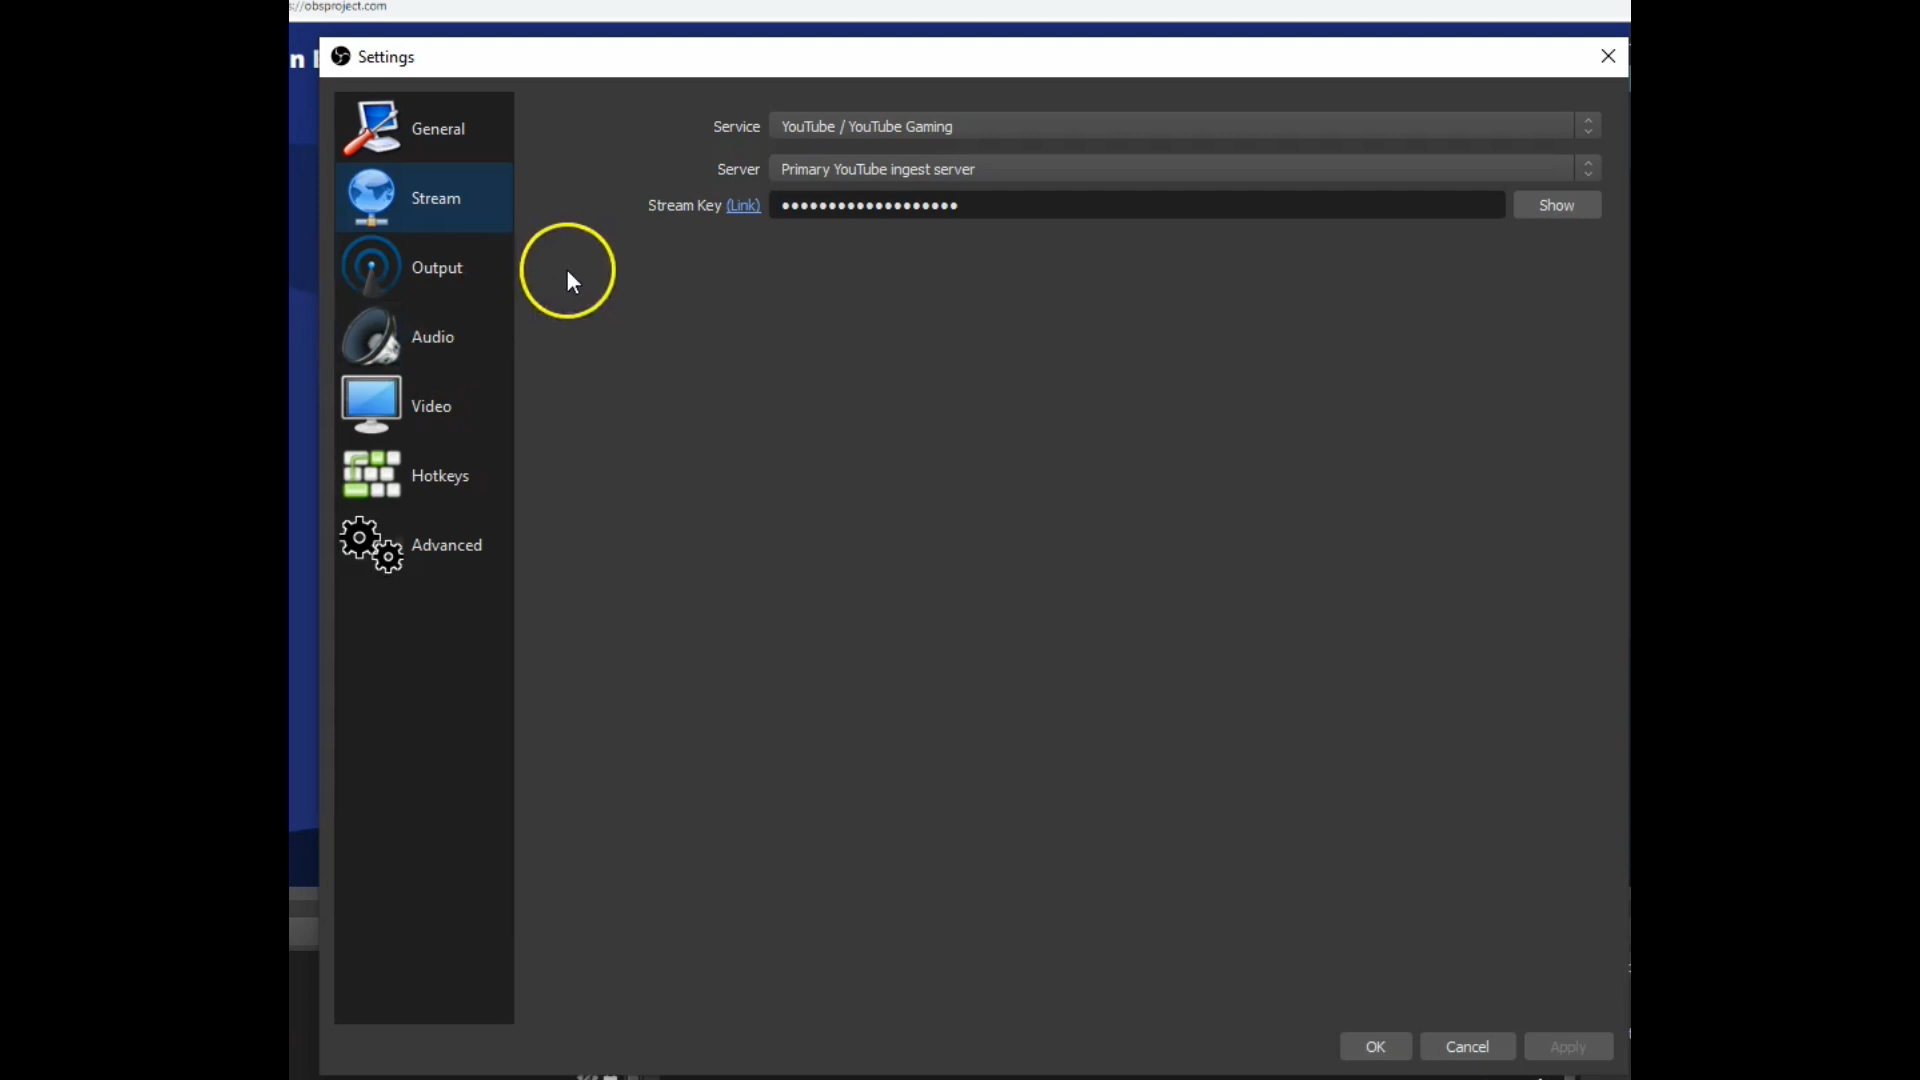 s://obsproject.com
n
Settings
General
Stream
Output
Audio
Video
Hotkeys
Advanced
Service YouTube / YouTube Gaming
Server Primary YouTube ingest server
Stream Key (Link) ●●●●●●●●●●●●●●●●●●● Show
OK Cancel Apply